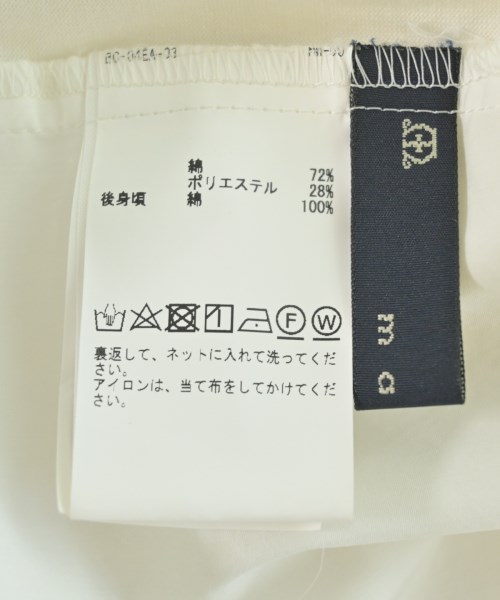 綿 72%
ポリエステル 28%
後身頃 綿 100%
F W
裏返して、ネットに入れて洗ってくだ
さい。
アイロンは、当て布をしてかけてくだ
さい。
m a